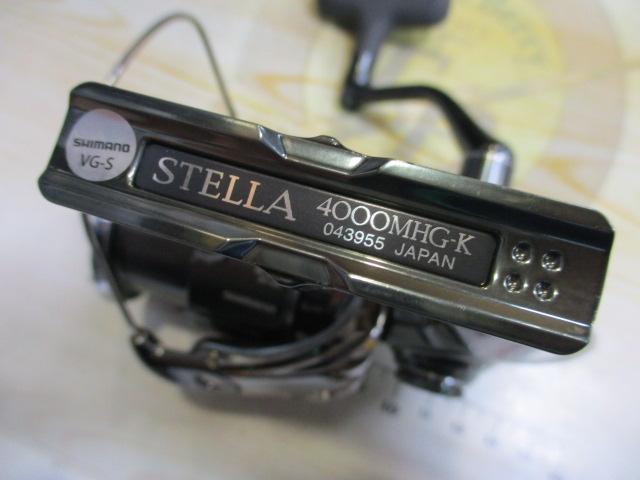 SHIMANO
VG-S
STELLA 4000MHG-K
043955 JAPAN